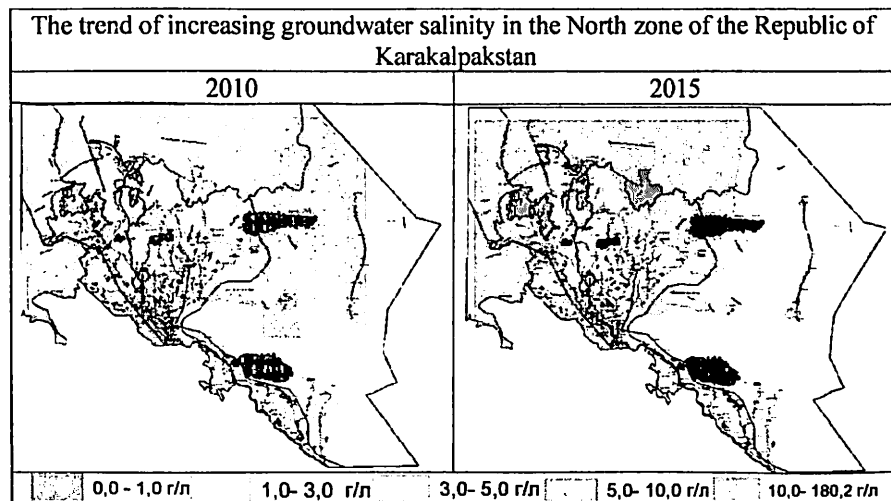 The trend of increasing groundwater salinity in the North zone of the Republic of
Karakalpakstan
2010
2015
0,0 – 1,0 г/л
1,0- 3,0 г/л
3,0- 5,0 г/л
5,0 - 10,0 г/л
10,0- 180,2 г/л